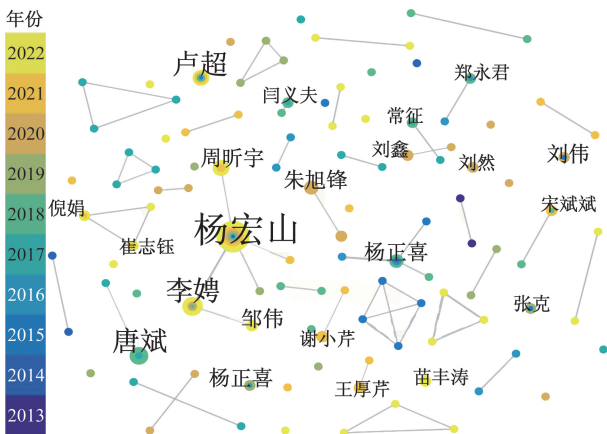 年份
2022
2021
2020
2019
2018
2017
2016
2015
2014
2013
卢超
郑永君
闫义夫
常征
周昕宇
刘鑫
刘然
刘伟
朱旭锋
倪娟
宋斌斌
崔志钰
杨宏山
杨正喜
李娉
张克
邹伟
唐斌
谢小芹
杨正喜
王厚芹
苗丰涛